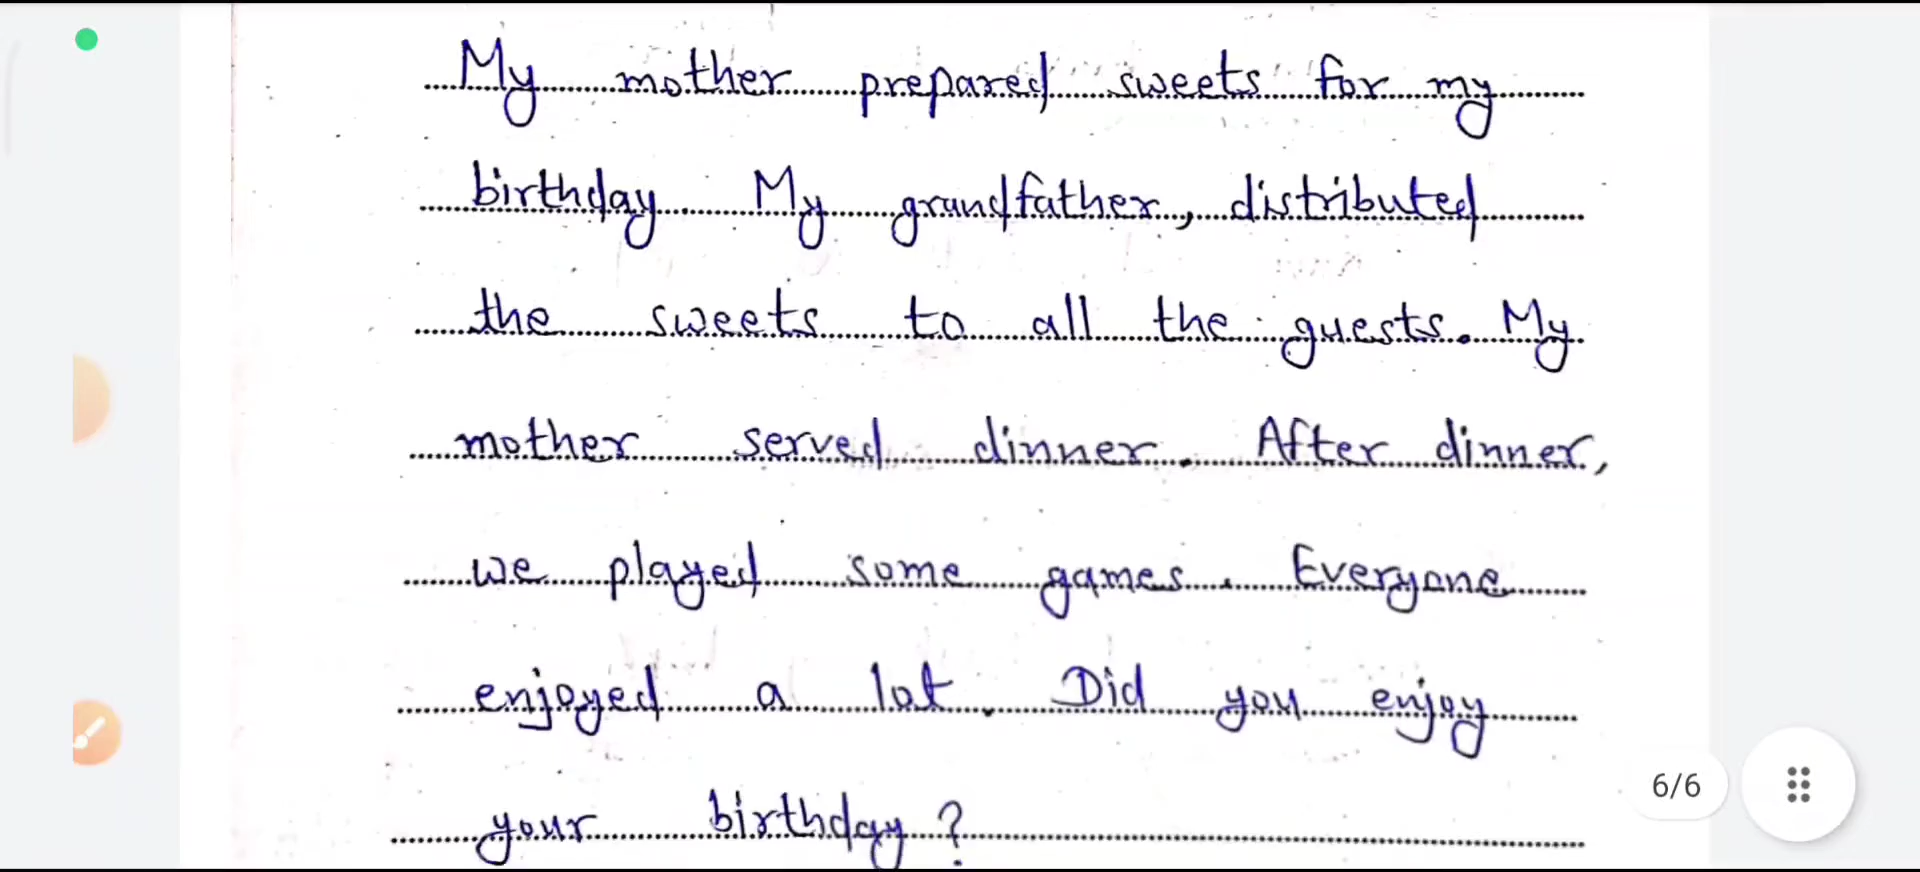 My mother prepared sweets for my
birthday. My grandfather, distributed
the sweets to all the guests. My
mother served dinner. After dinner,
we played some games. Everyone
enjoyed a lot. Did you enjoy
your birthday?
6/6